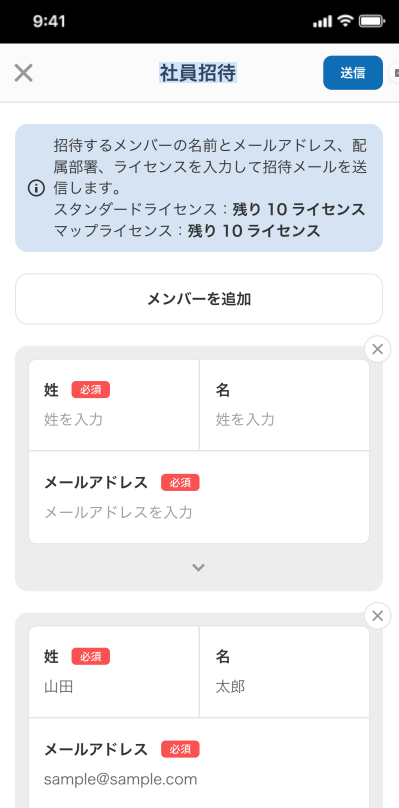 9:41
社員招待
送信
招待するメンバーの名前とメールアドレス、配
属部署、ライセンスを入力して招待メールを送
信します。
スタンダードライセンス：残り 10 ライセンス
マップライセンス：残り 10 ライセンス
メンバーを追加
姓 必須
名
姓を入力
姓を入力
メールアドレス 必須
メールアドレスを入力
姓 必須
名
山田
太郎
メールアドレス 必須
sample@sample.com